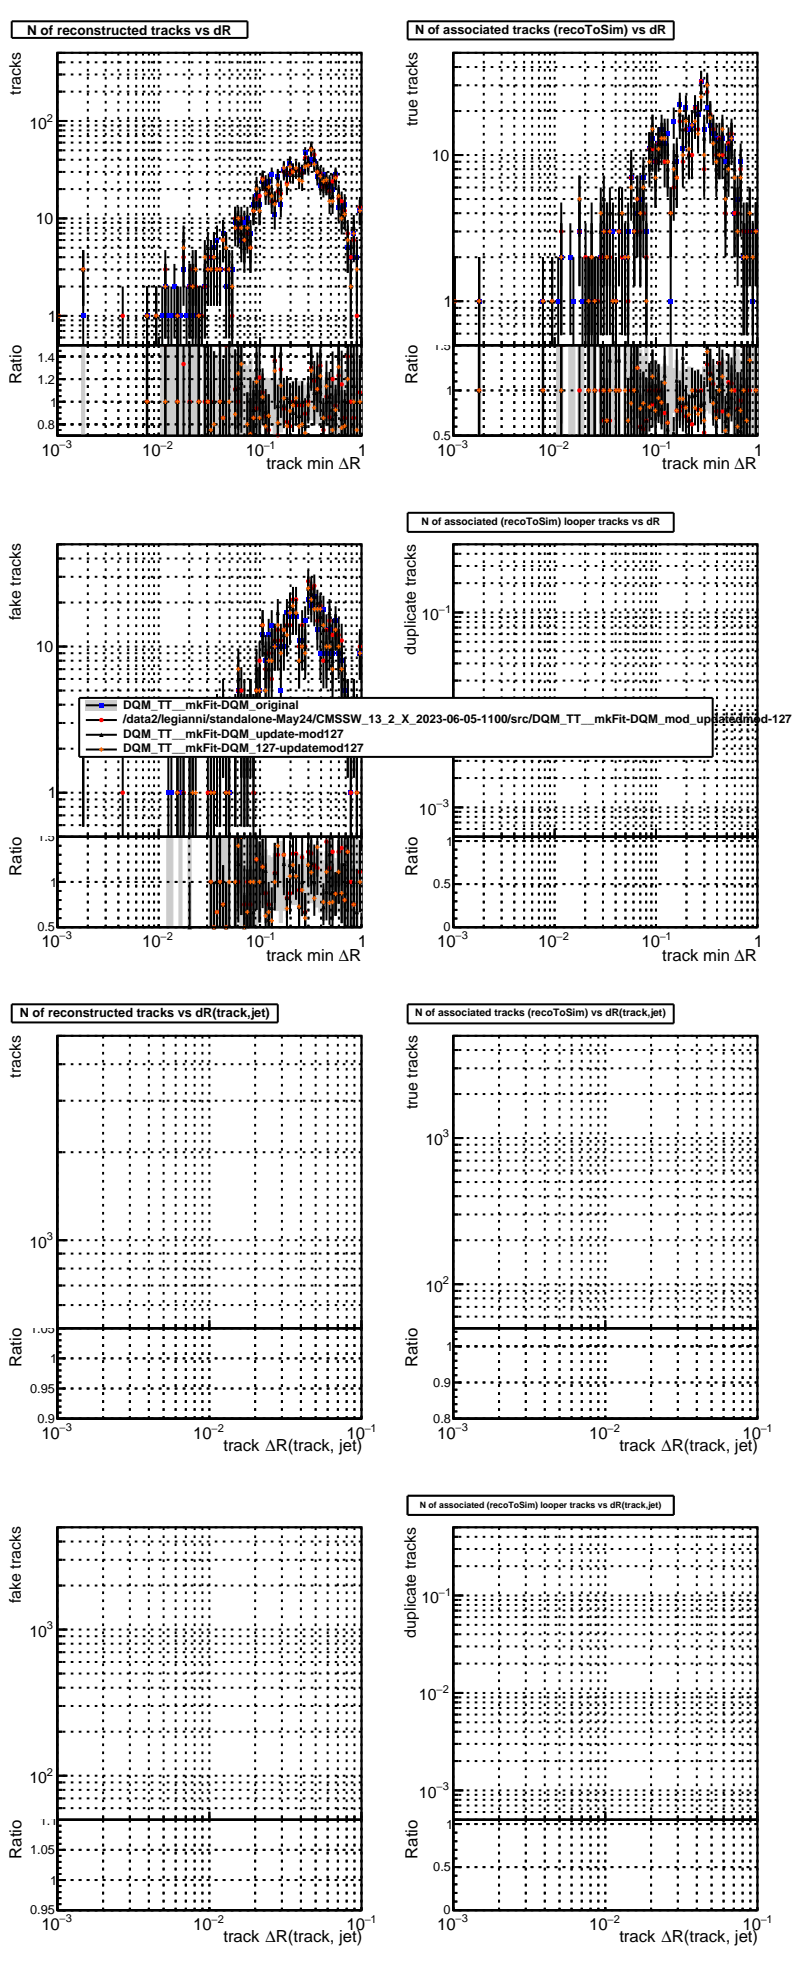 N of reconstructed tracks vs dR
N of associated tracks (recoToSim) vs dR
tracks
10²
10
1
Ratio
1.4
1.2
1
0.8
10⁻³ 10⁻² 10⁻¹ 1
track min ΔR
true tracks
10
1
Ratio
1.5
1
0.5
10⁻³ 10⁻² 10⁻¹ 1
track min ΔR
N of associated (recoToSim) looper tracks vs dR
fake tracks
10
1
duplicate tracks
10⁻¹
10⁻³
DQM_TT__mkFit-DQM_original
/data2/legianni/standalone-May24/CMSSW_13_2_X_2023-06-05-1100/src/DQM_TT__mkFit-DQM_mod_updatedmod-127
DQM_TT__mkFit-DQM_update-mod127
DQM_TT__mkFit-DQM_127-updatemod127
Ratio
1.5
1
0.5
10⁻³ 10⁻² 10⁻¹ 1
track min ΔR
Ratio
1
0.5
0
10⁻³ 10⁻² 10⁻¹ 1
track min ΔR
N of reconstructed tracks vs dR(track,jet)
N of associated tracks (recoToSim) vs dR(track,jet)
tracks
10³
Ratio
1.05
1
0.95
0.9
10⁻³ 10⁻² 10⁻¹
track ΔR(track, jet)
true tracks
10³
10²
Ratio
1
0.9
0.8
10⁻³ 10⁻² 10⁻¹
track ΔR(track, jet)
N of associated (recoToSim) looper tracks vs dR(track,jet)
fake tracks
10³
10²
Ratio
1.1
1.05
1
0.95
10⁻³ 10⁻² 10⁻¹
track ΔR(track, jet)
duplicate tracks
10⁻¹
10⁻²
10⁻³
Ratio
1
0.5
0
10⁻³ 10⁻² 10⁻¹
track ΔR(track, jet)